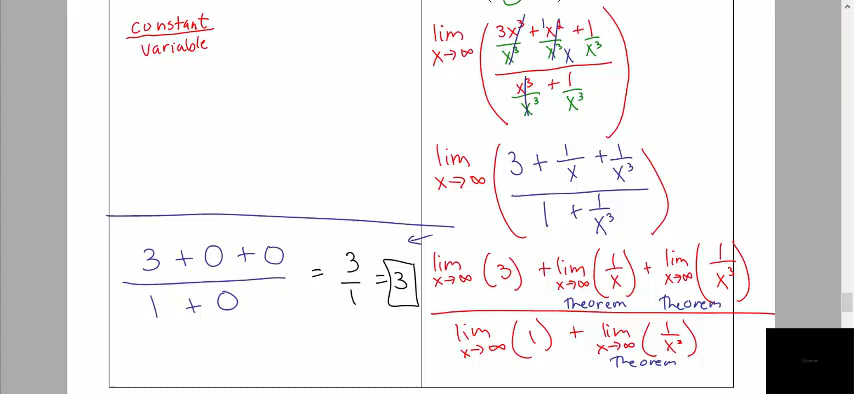 constant
variable
lim x→∞ ( (3x³/x³ + 1x²/x³ x + 1/x³) / (x³/x³ + 1/x³) )
lim x→∞ ( (3 + 1/x + 1/x³) / (1 + 1/x³) )
lim x→∞ (3) + lim x→∞ (1/x) + lim x→∞ (1/x³)
Theorem Theorem
lim x→∞ (1) + lim x→∞ (1/x³)
Theorem
3 + 0 + 0
1 + 0
= 3/1 = 3